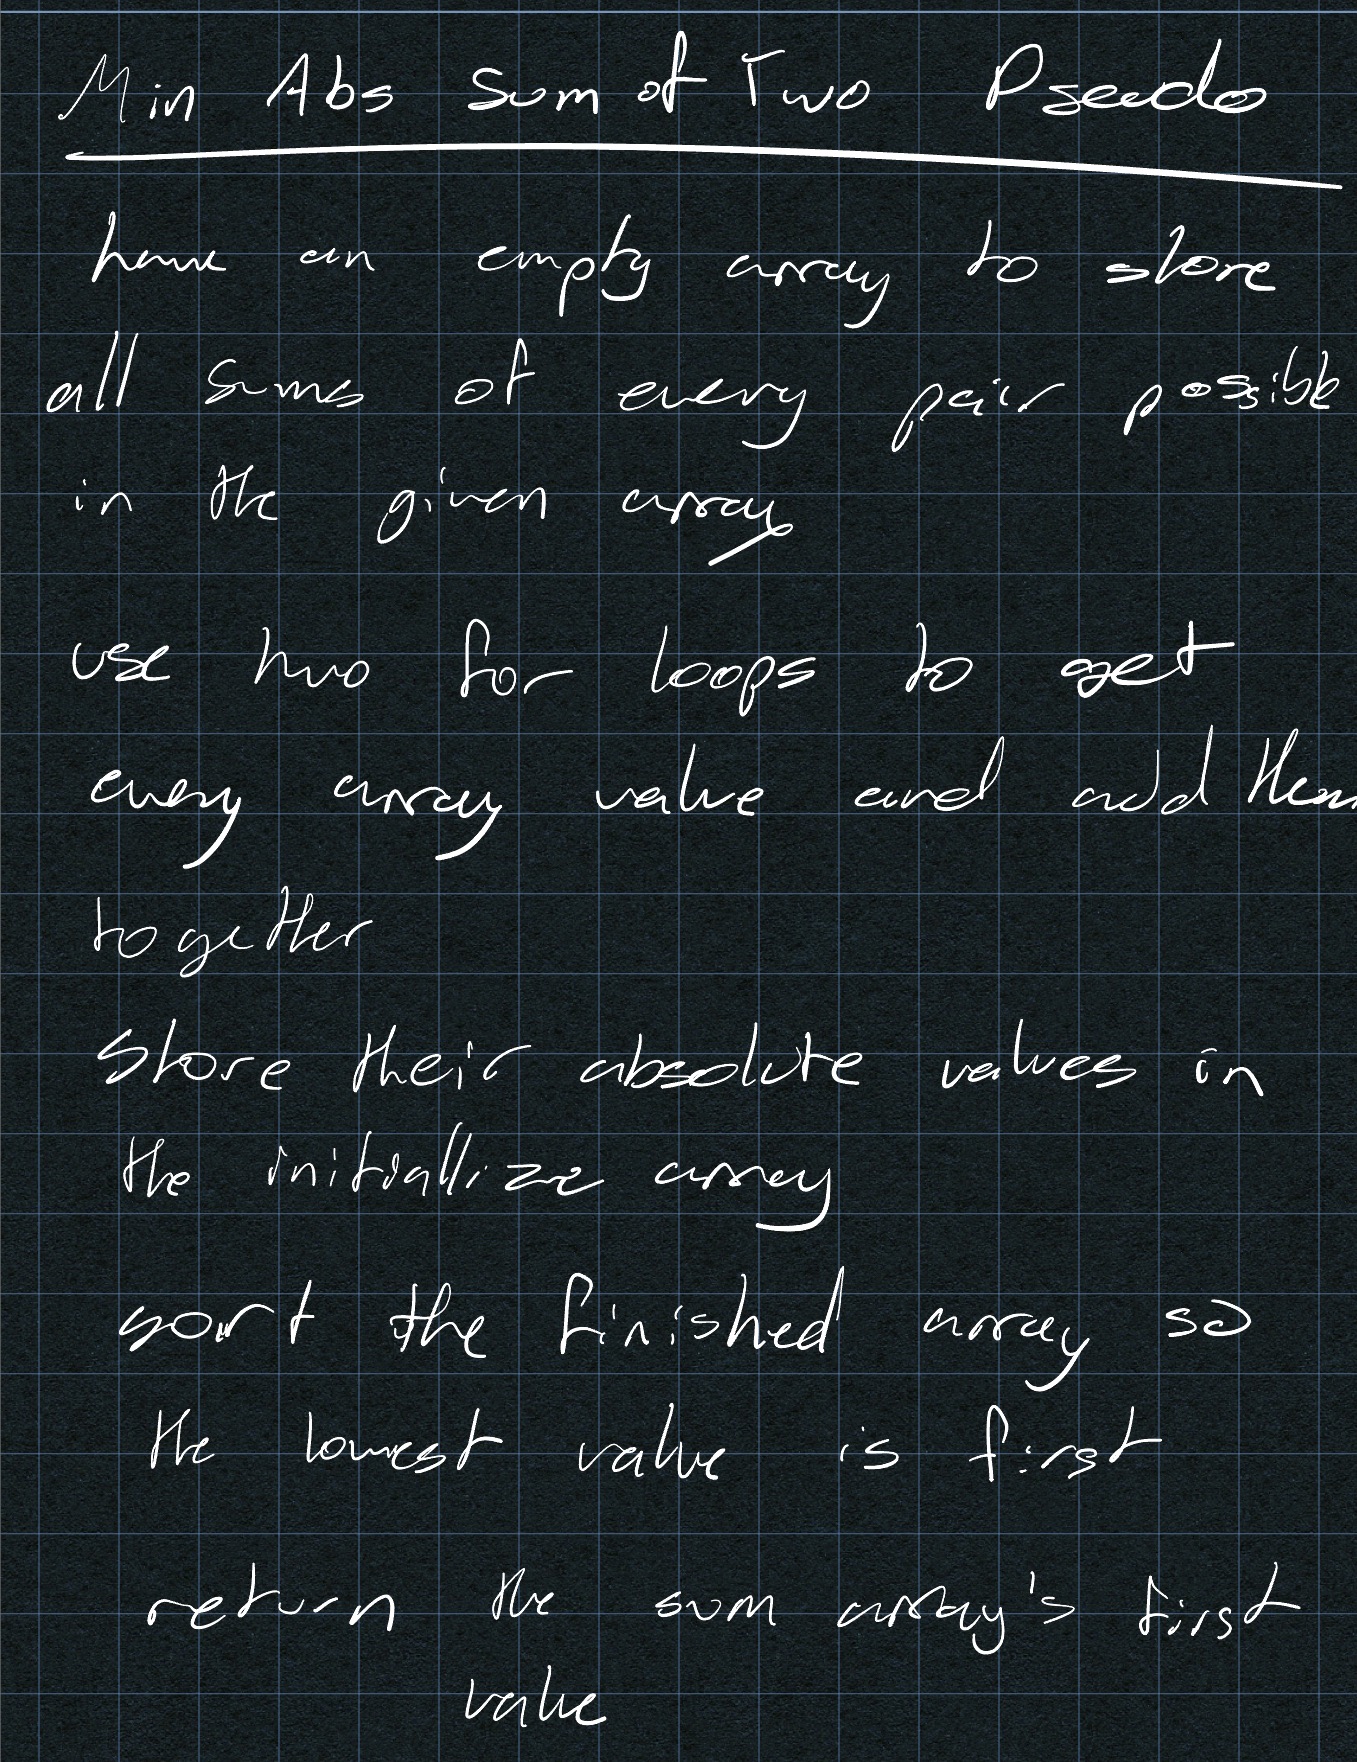 Min Abs Sum of Two Pseudo
have an empty array to store
all sums of every pair possible
in the given array
use two for loops to get
every array value and add them
together
Store their absolute values in
the initiallize array
sort the finished array so
the lowest value is first
return the sum array's first
value